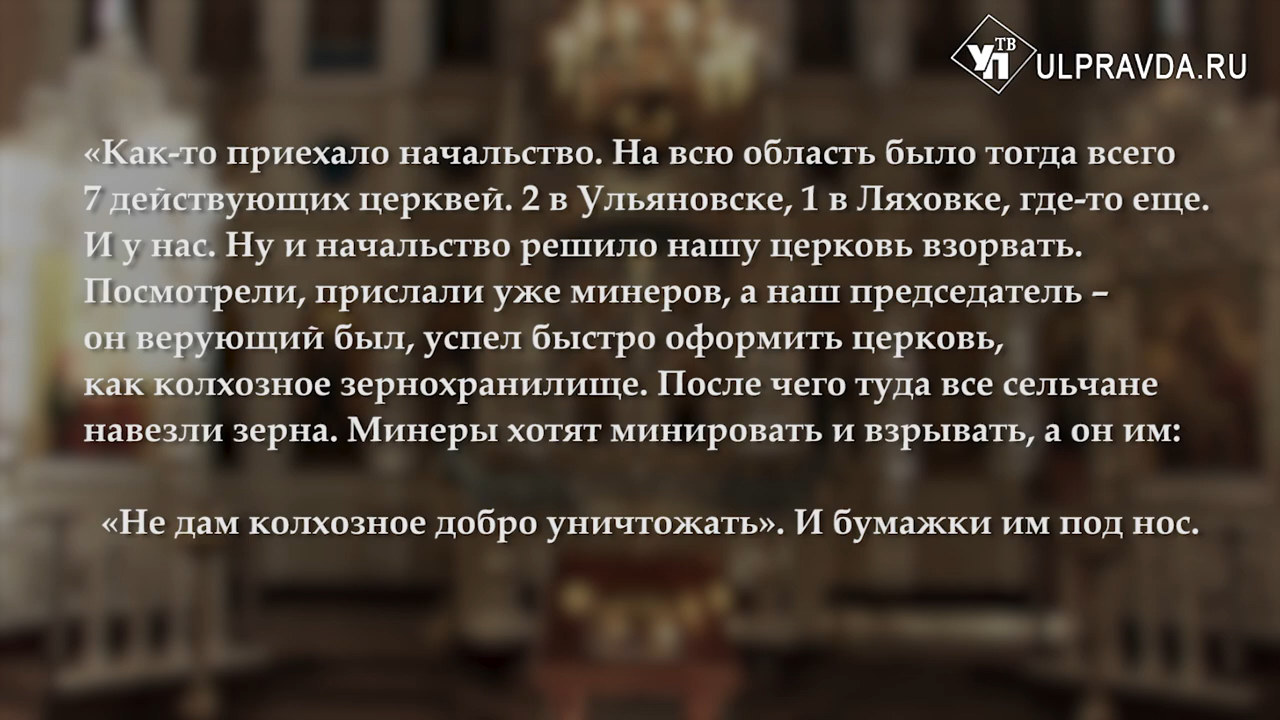 УП ТВ ULPRAVDA.RU
«Как-то приехало начальство. На всю область было тогда всего
7 действующих церквей. 2 в Ульяновске, 1 в Ляховке, где-то еще.
И у нас. Ну и начальство решило нашу церковь взорвать.
Посмотрели, прислали уже минеров, а наш председатель –
он верующий был, успел быстро оформить церковь,
как колхозное зернохранилище. После чего туда все сельчане
навезли зерна. Минеры хотят минировать и взрывать, а он им:
«Не дам колхозное добро уничтожать». И бумажки им под нос.